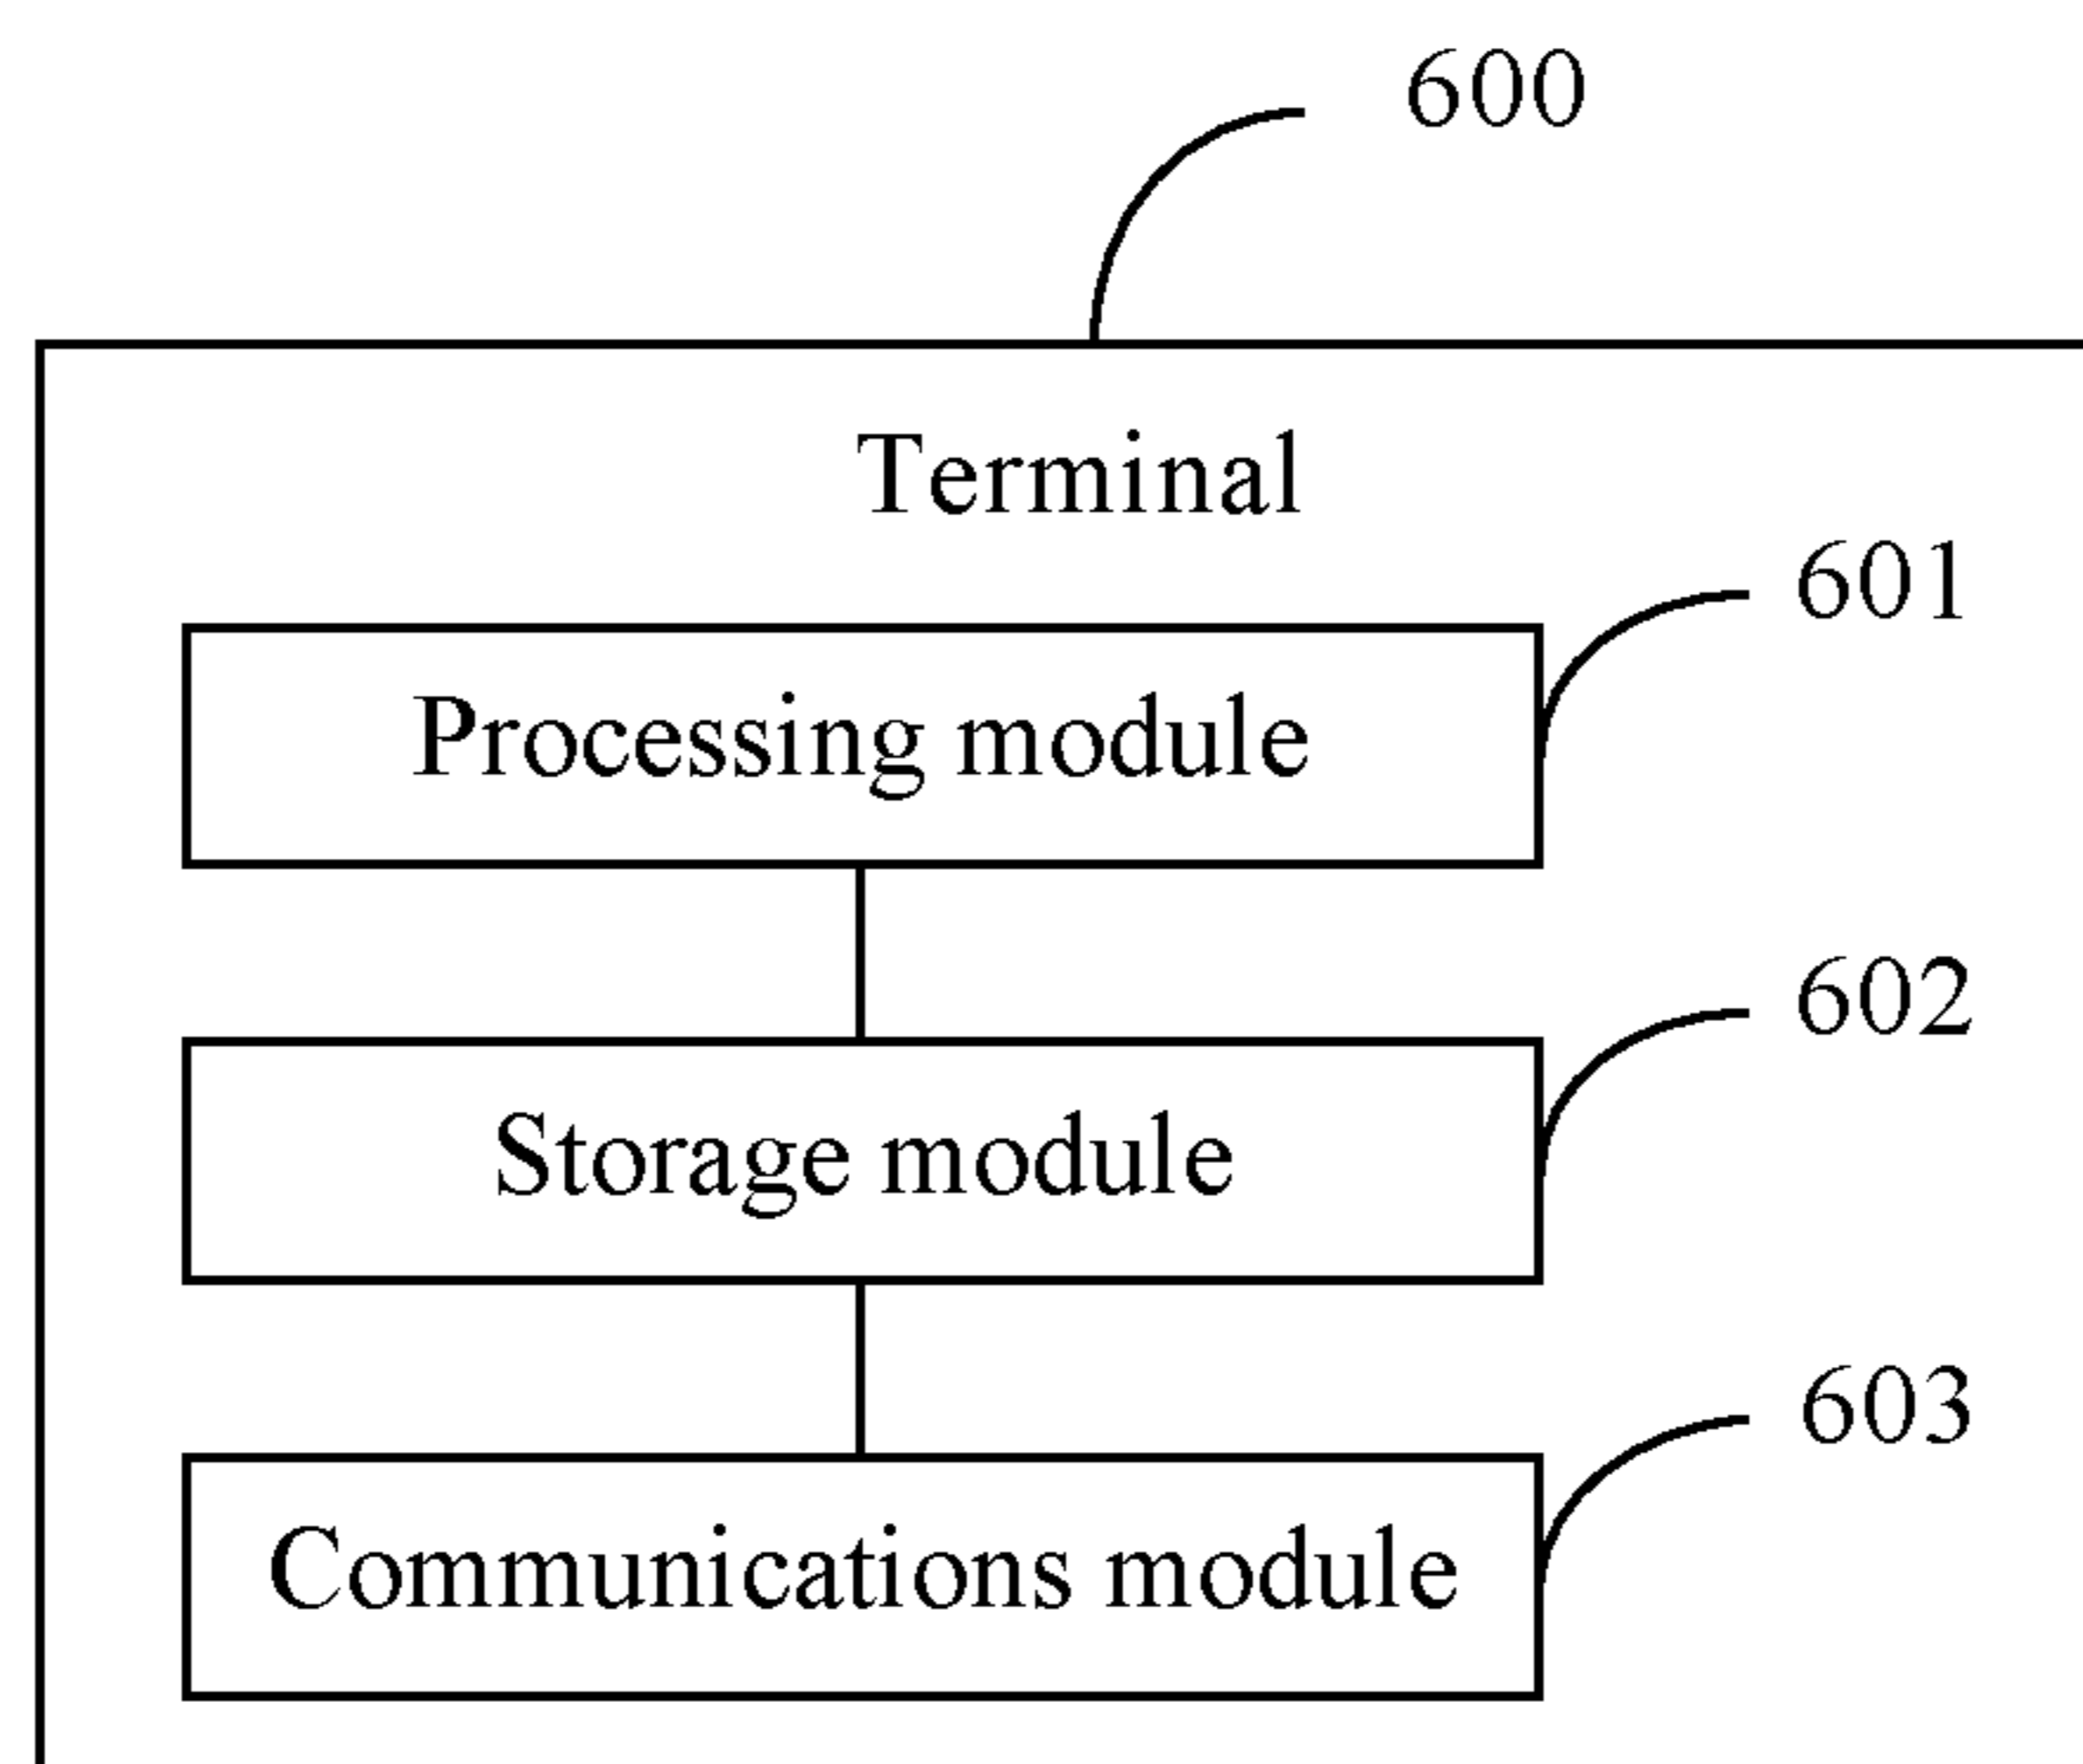 600
Terminal
601
Processing module
602
Storage module
603
Communications module